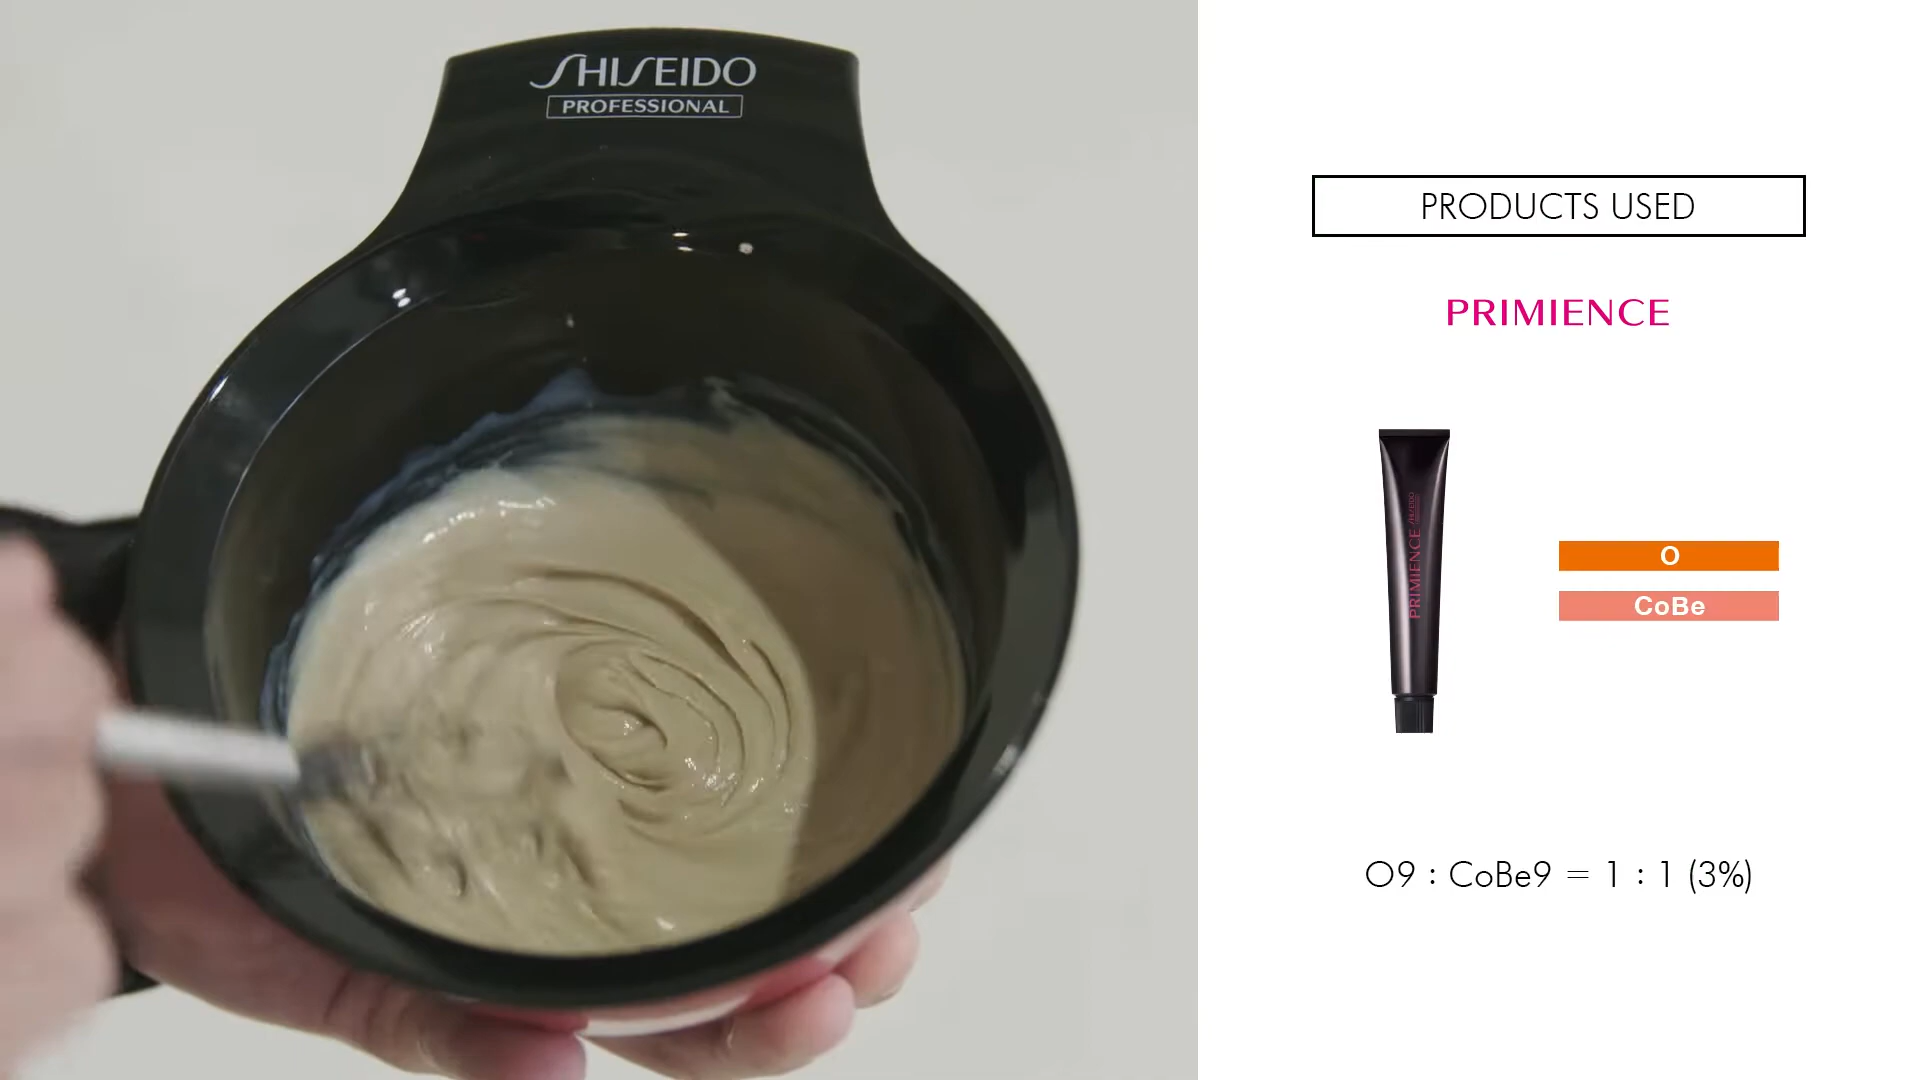 SHISEIDO
PROFESSIONAL
PRODUCTS USED
PRIMIENCE
PRIMIENCE SHISEIDO
O
CoBe
O9 : CoBe9 = 1 : 1 (3%)